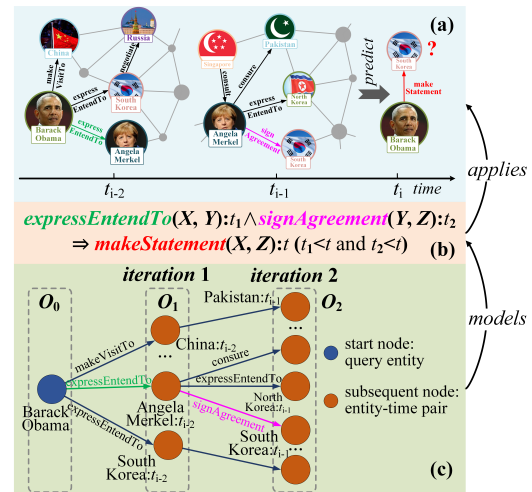 (a)
China
Russia
Pakistan
Singapore
South
Korea
?
make
VisitTo
negotiate
consult
consure
predict
express
EntendTo
South
Korea
express
EntendTo
North
Korea
make
Statement
Barack
Obama
express
EntendTo
Angela
Merkel
Angela
Merkel
sign
Agreement
South
Korea
Barack
Obama
t_{i-2}
t_{i-1}
t_i
time
applies
expressEntendTo(X, Y):t_1∧signAgreement(Y, Z):t_2
⇒ makeStatement(X, Z):t (t_1<t and t_2<t)
(b)
models
iteration 1
iteration 2
O_0
O_1
O_2
Pakistan:t_{i-1}
makeVisitTo
China:t_{i-2}
...
...
consure
start node:
query entity
expressEntendTo
expressEntendTo
Barack
Obama
Angela
Merkel:t_{i-2}
North
Korea:t_{i-1}
subsequent node:
entity-time pair
expressEntendTo
signAgreement
South
Korea:t_{i-2}
South
Korea:t_{i-1}
...
(c)